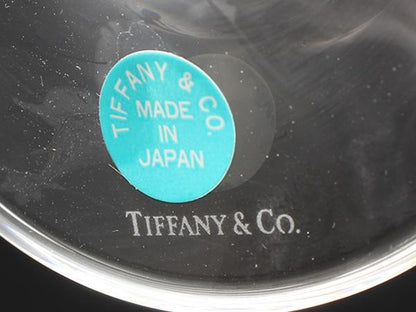 TIFFANY & CO.
MADE
IN
JAPAN
TIFFANY & CO.